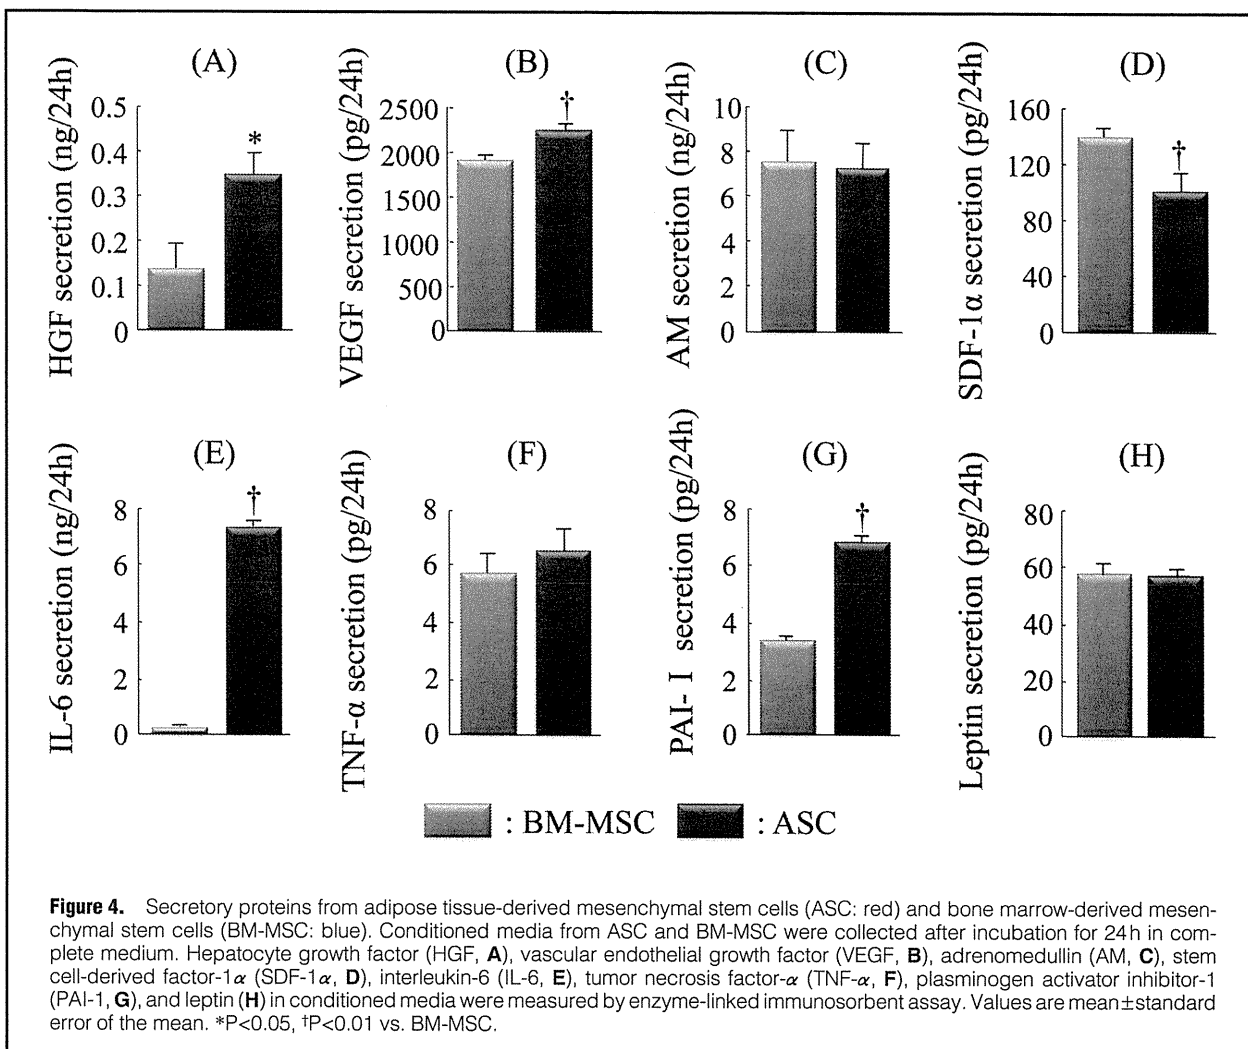 (A)
HGF secretion (ng/24h)
0.5
0.4
0.3
0.2
0.1
0
*
(B)
VEGF secretion (pg/24h)
2500
2000
1500
1000
500
0
†
(C)
AM secretion (ng/24h)
10
8
6
4
2
0
(D)
SDF-1α secretion (pg/24h)
160
120
80
40
0
†
(E)
IL-6 secretion (ng/24h)
8
6
4
2
0
†
(F)
TNF-α secretion (pg/24h)
8
6
4
2
0
(G)
PAI- I secretion (pg/24h)
8
6
4
2
0
†
(H)
Leptin secretion (pg/24h)
80
60
40
20
0
: BM-MSC : ASC
Figure 4. Secretory proteins from adipose tissue-derived mesenchymal stem cells (ASC: red) and bone marrow-derived mesen-
chymal stem cells (BM-MSC: blue). Conditioned media from ASC and BM-MSC were collected after incubation for 24h in com-
plete medium. Hepatocyte growth factor (HGF, A), vascular endothelial growth factor (VEGF, B), adrenomedullin (AM, C), stem
cell-derived factor-1α (SDF-1α, D), interleukin-6 (IL-6, E), tumor necrosis factor-α (TNF-α, F), plasminogen activator inhibitor-1
(PAI-1, G), and leptin (H) in conditioned media were measured by enzyme-linked immunosorbent assay. Values are mean±standard
error of the mean. *P<0.05, †P<0.01 vs. BM-MSC.